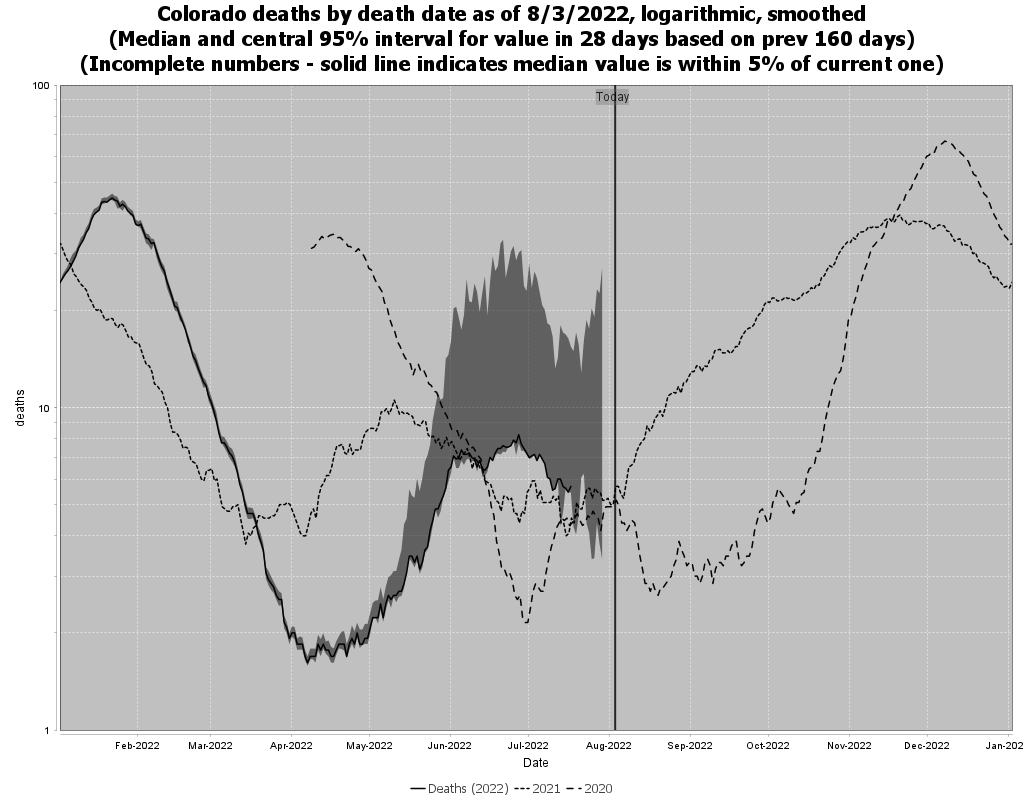 Colorado deaths by death date as of 8/3/2022, logarithmic, smoothed
(Median and central 95% interval for value in 28 days based on prev 160 days)
(Incomplete numbers - solid line indicates median value is within 5% of current one)
Today
100
10
1
deaths
Feb-2022 Mar-2022 Apr-2022 May-2022 Jun-2022 Jul-2022 Aug-2022 Sep-2022 Oct-2022 Nov-2022 Dec-2022 Jan-202
Date
Deaths (2022) 2021 2020